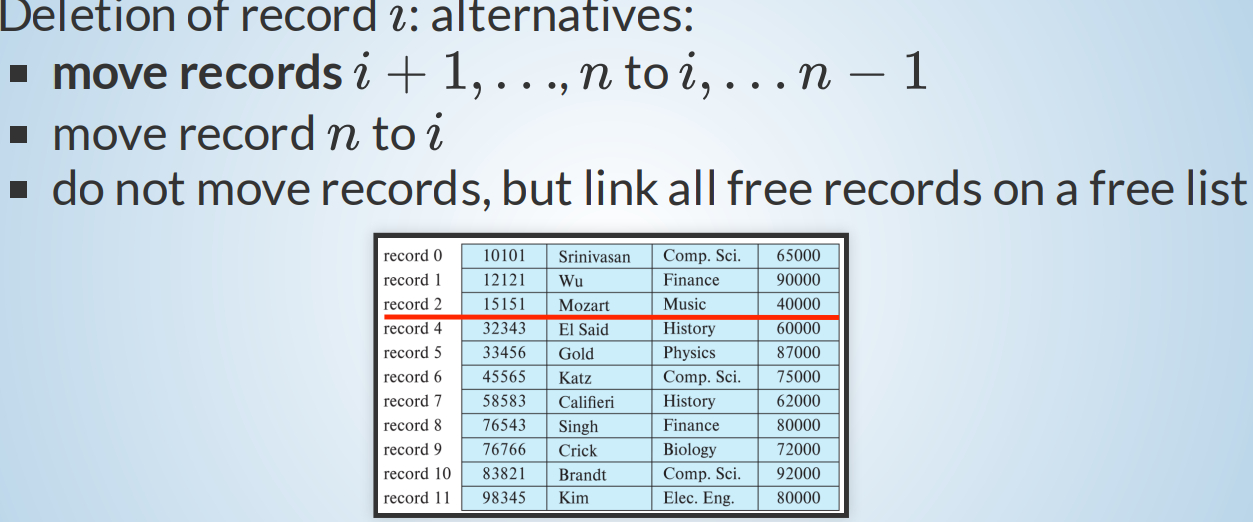 Deletion of record i: alternatives:
▪ move records i + 1, . . ., n to i, . . . n − 1
▪ move record n to i
▪ do not move records, but link all free records on a free list
record 0 10101 Srinivasan Comp. Sci. 65000
record 1 12121 Wu Finance 90000
record 2 15151 Mozart Music 40000
record 4 32343 El Said History 60000
record 5 33456 Gold Physics 87000
record 6 45565 Katz Comp. Sci. 75000
record 7 58583 Califieri History 62000
record 8 76543 Singh Finance 80000
record 9 76766 Crick Biology 72000
record 10 83821 Brandt Comp. Sci. 92000
record 11 98345 Kim Elec. Eng. 80000